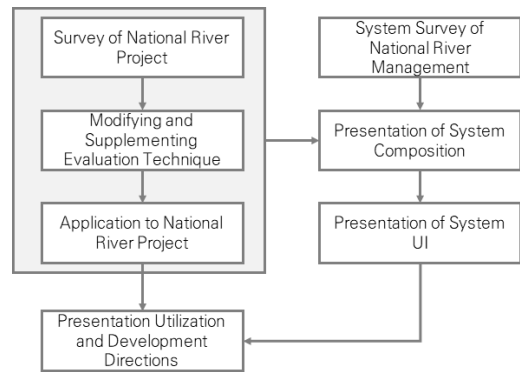 Survey of National River
Project
Modifying and
Supplementing
Evaluation Technique
Application to National
River Project
Presentation Utilization
and Development
Directions
System Survey of
National River
Management
Presentation of System
Composition
Presentation of System
UI